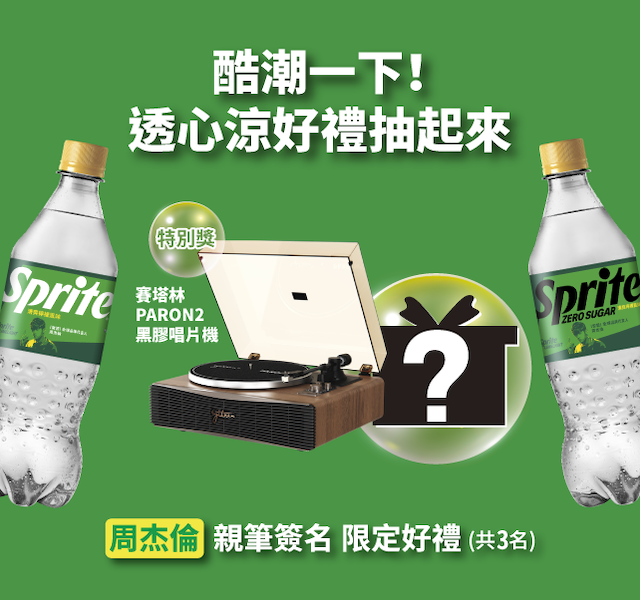 酷潮一下!
透心涼好禮抽起來
特別獎
賽塔林
PARON2
黑膠唱片機
?
Sprite
Sprite
ZERO SUGAR
周杰倫 親筆簽名 限定好禮 (共3名)